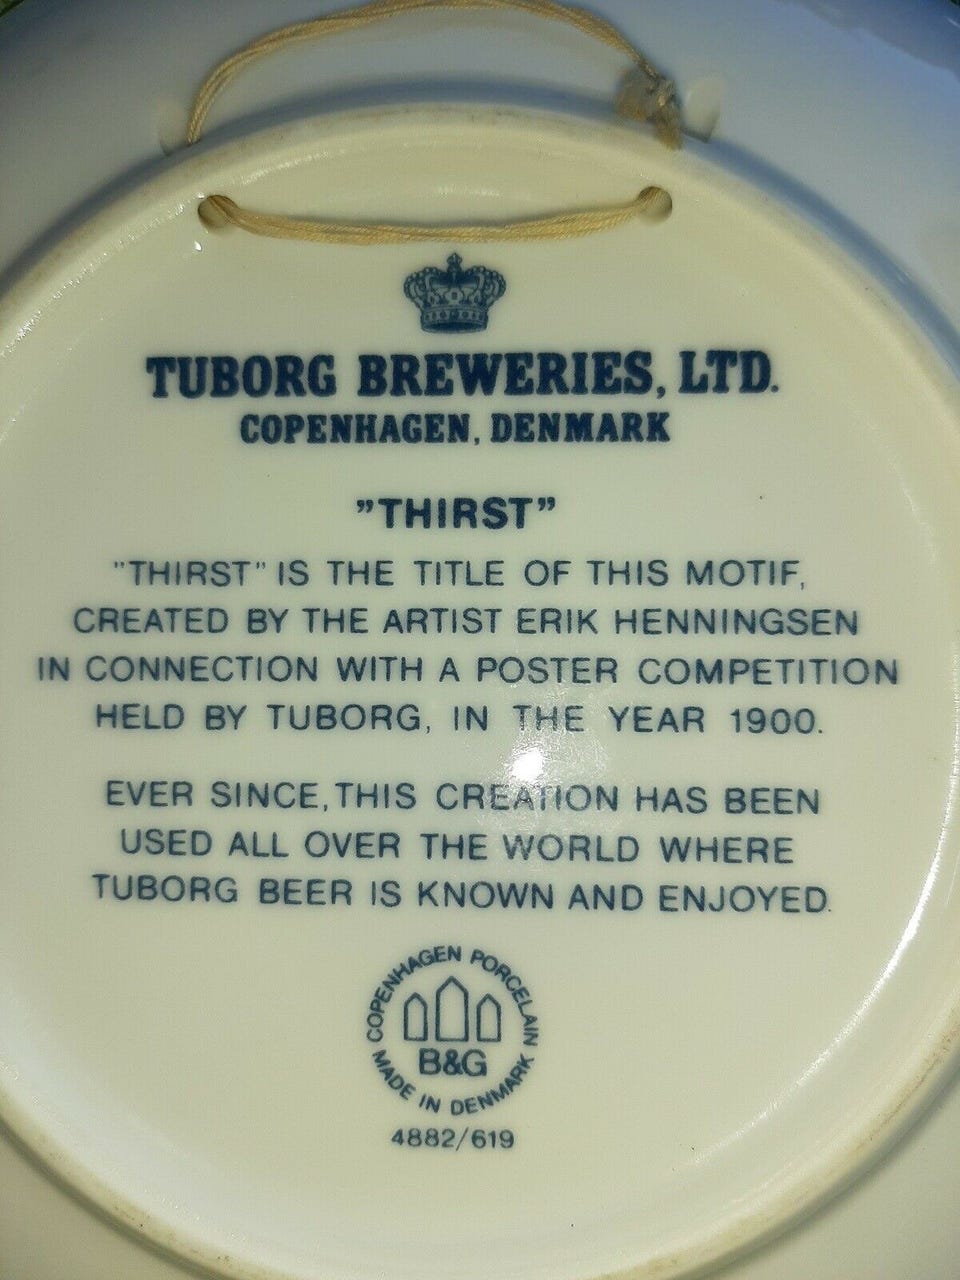 TUBORG BREWERIES, LTD.
COPENHAGEN, DENMARK
"THIRST"
"THIRST" IS THE TITLE OF THIS MOTIF,
CREATED BY THE ARTIST ERIK HENNINGSEN
IN CONNECTION WITH A POSTER COMPETITION
HELD BY TUBORG, IN THE YEAR 1900.
EVER SINCE, THIS CREATION HAS BEEN
USED ALL OVER THE WORLD WHERE
TUBORG BEER IS KNOWN AND ENJOYED.
COPENHAGEN PORCELAIN
B&G
MADE IN DENMARK
4882/619